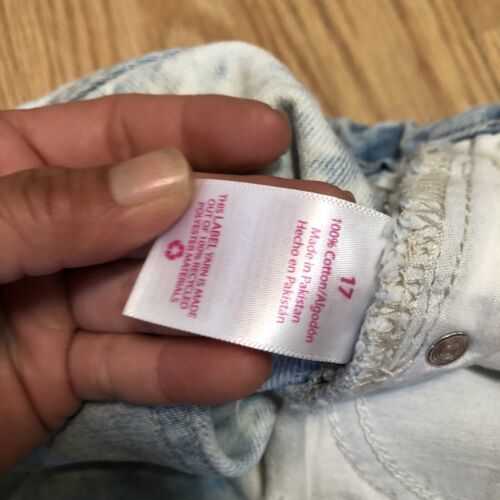 17
100% Cotton/Algodón
Made in Pakistan
Hecho en Pakistán
THIS LABEL YARN IS MADE
OUT OF 100% RECYCLED
POLYESTER MATERIALS